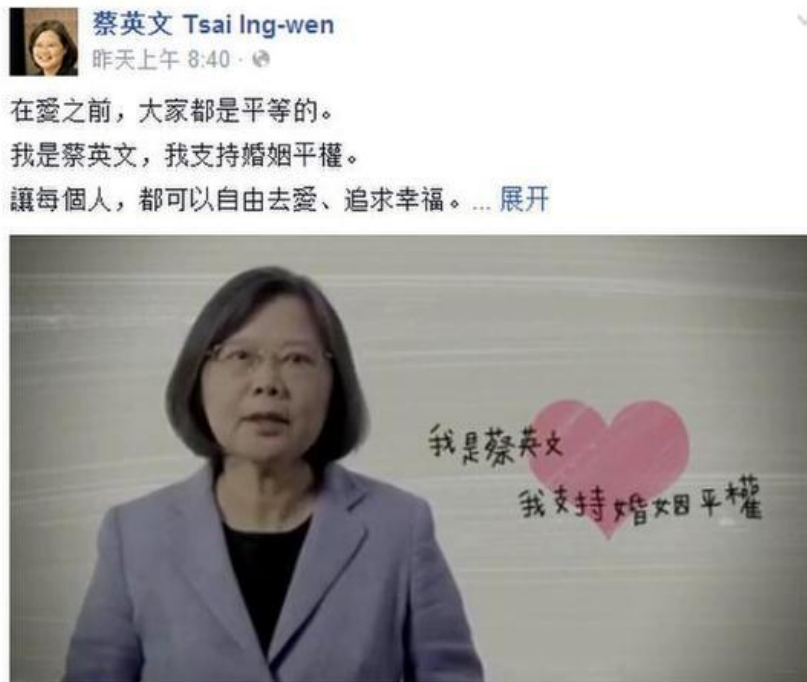 蔡英文 Tsai Ing-wen
昨天上午 8:40 ·
在愛之前，大家都是平等的。
我是蔡英文，我支持婚姻平權。
讓每個人，都可以自由去愛、追求幸福。... 展开
我是蔡英文
我支持婚姻平權